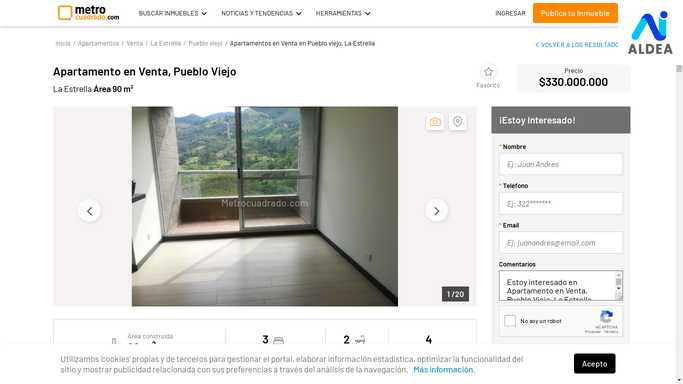 metro
cuadrado.com
BUSCAR INMUEBLES
NOTICIAS Y TENDENCIAS
HERRAMIENTAS
INGRESAR
Publica tu Inmueble
AI
ALDEA
Inicio / Apartamentos / Venta / La Estrella / Pueblo viejo / Apartamentos en Venta en Pueblo viejo, La Estrella
< VOLVER A LOS RESULTADO
Apartamento en Venta, Pueblo Viejo
La Estrella Área 90 m²
Favorito
Precio
$330.000.000
Metrocuadrado.com
1 / 20
¡Estoy Interesado!
* Nombre
Ej: Juan Andres
* Teléfono
Ej: 322*******
* Email
Ej: juanandres@email.com
Comentarios
Estoy interesado en
Apartamento en Venta,
Pueblo Viejo, La Estrella
No soy un robot
reCAPTCHA
Privacidad - Términos
Área construida
3
2
4
Utilizamos 'cookies' propias y de terceros para gestionar el portal, elaborar información estadística, optimizar la funcionalidad del
sitio y mostrar publicidad relacionada con sus preferencias a través del análisis de la navegación. Más información.
Acepto